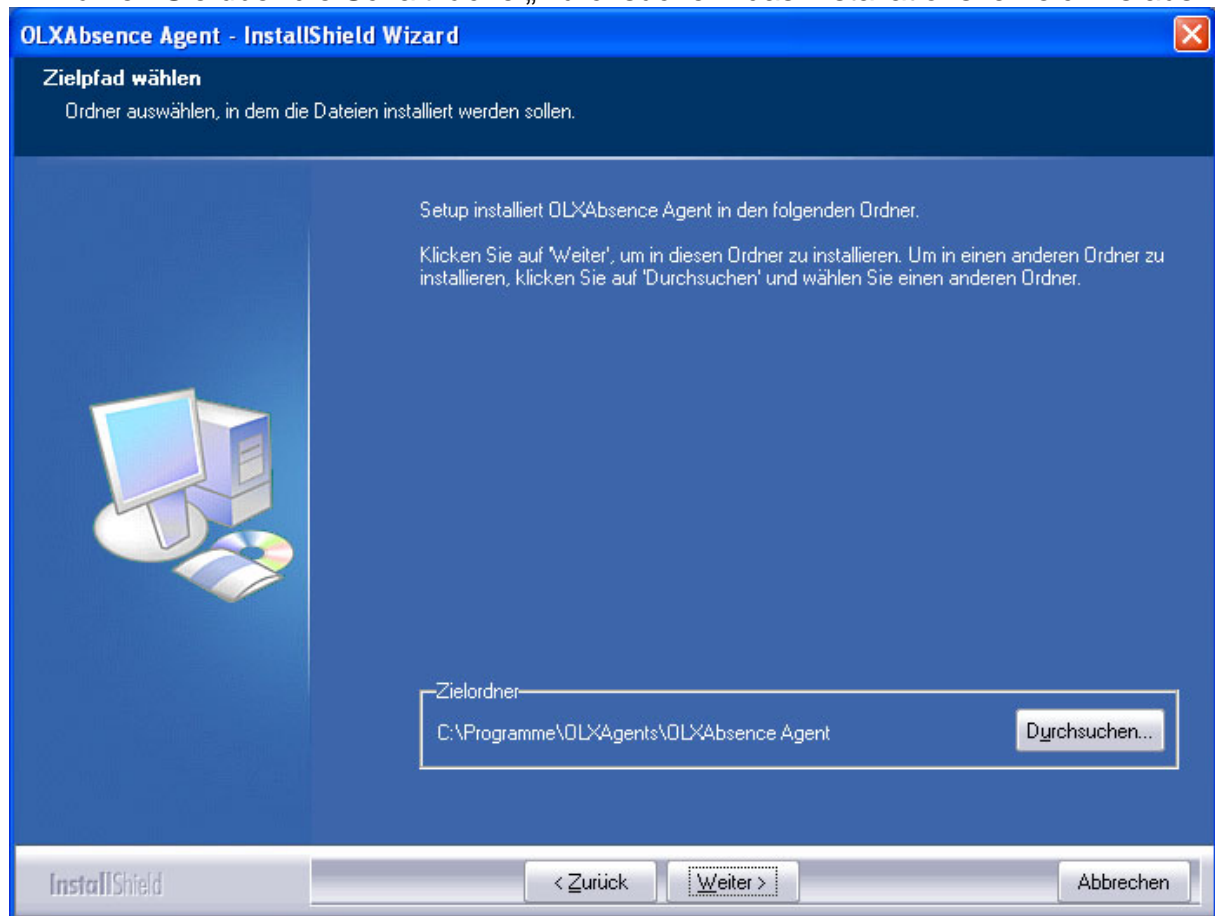 OLXAbsence Agent - InstallShield Wizard
Zielpfad wählen
Ordner auswählen, in dem die Dateien installiert werden sollen.
Setup installiert OLXAbsence Agent in den folgenden Ordner.
Klicken Sie auf 'Weiter', um in diesen Ordner zu installieren. Um in einen anderen Ordner zu
installieren, klicken Sie auf 'Durchsuchen' und wählen Sie einen anderen Ordner.
Zielordner
C:\Programme\OLXAgents\OLXAbsence Agent
Durchsuchen...
InstallShield
< Zurück
Weiter >
Abbrechen